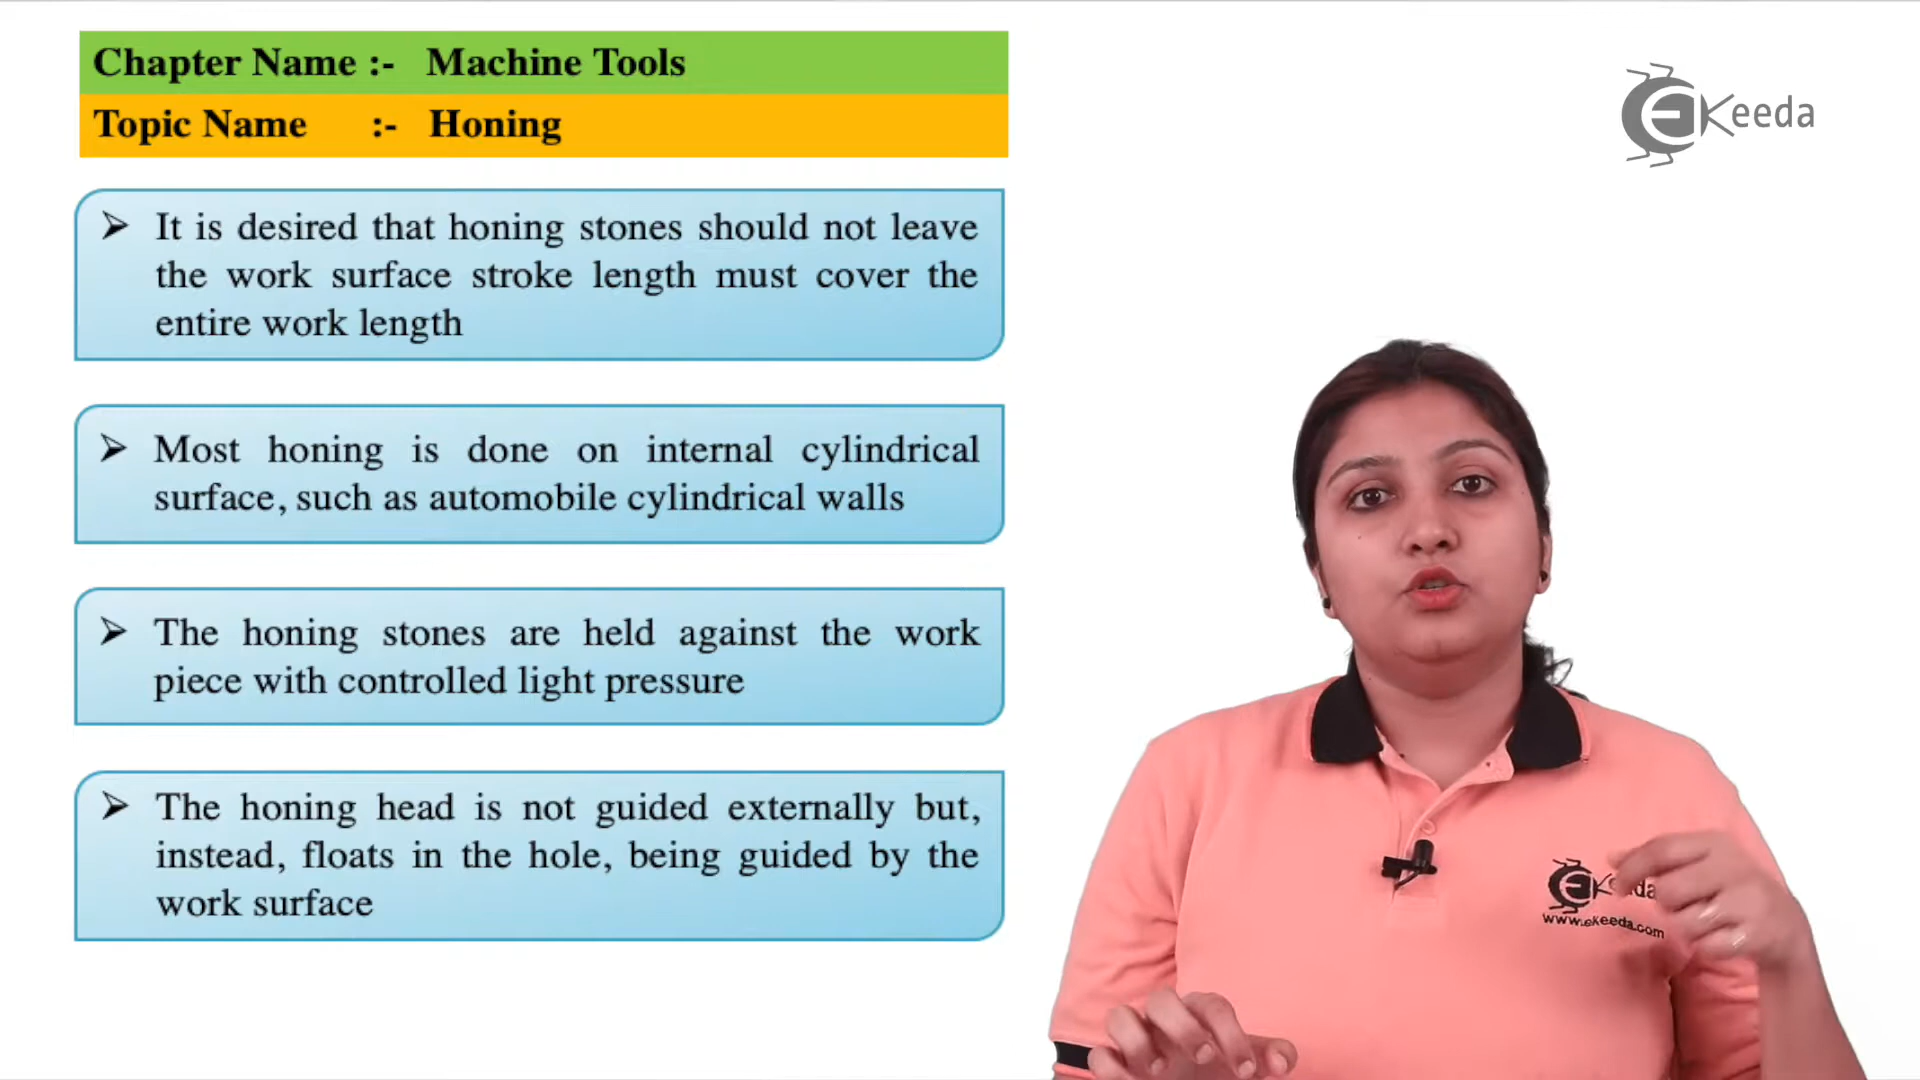 Chapter Name :- Machine Tools
Topic Name :- Honing
Keeda
➢ It is desired that honing stones should not leave
the work surface stroke length must cover the
entire work length
➢ Most honing is done on internal cylindrical
surface, such as automobile cylindrical walls
➢ The honing stones are held against the work
piece with controlled light pressure
➢ The honing head is not guided externally but,
instead, floats in the hole, being guided by the
work surface
www.ekeeda.com